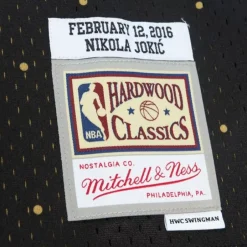 FEBRUARY 12, 2016
NIKOLA JOKIĆ
NBA
HARDWOOD
CLASSICS
NOSTALGIA CO.
Mitchell & Ness
PHILADELPHIA, PA.
HWC SWINGMAN